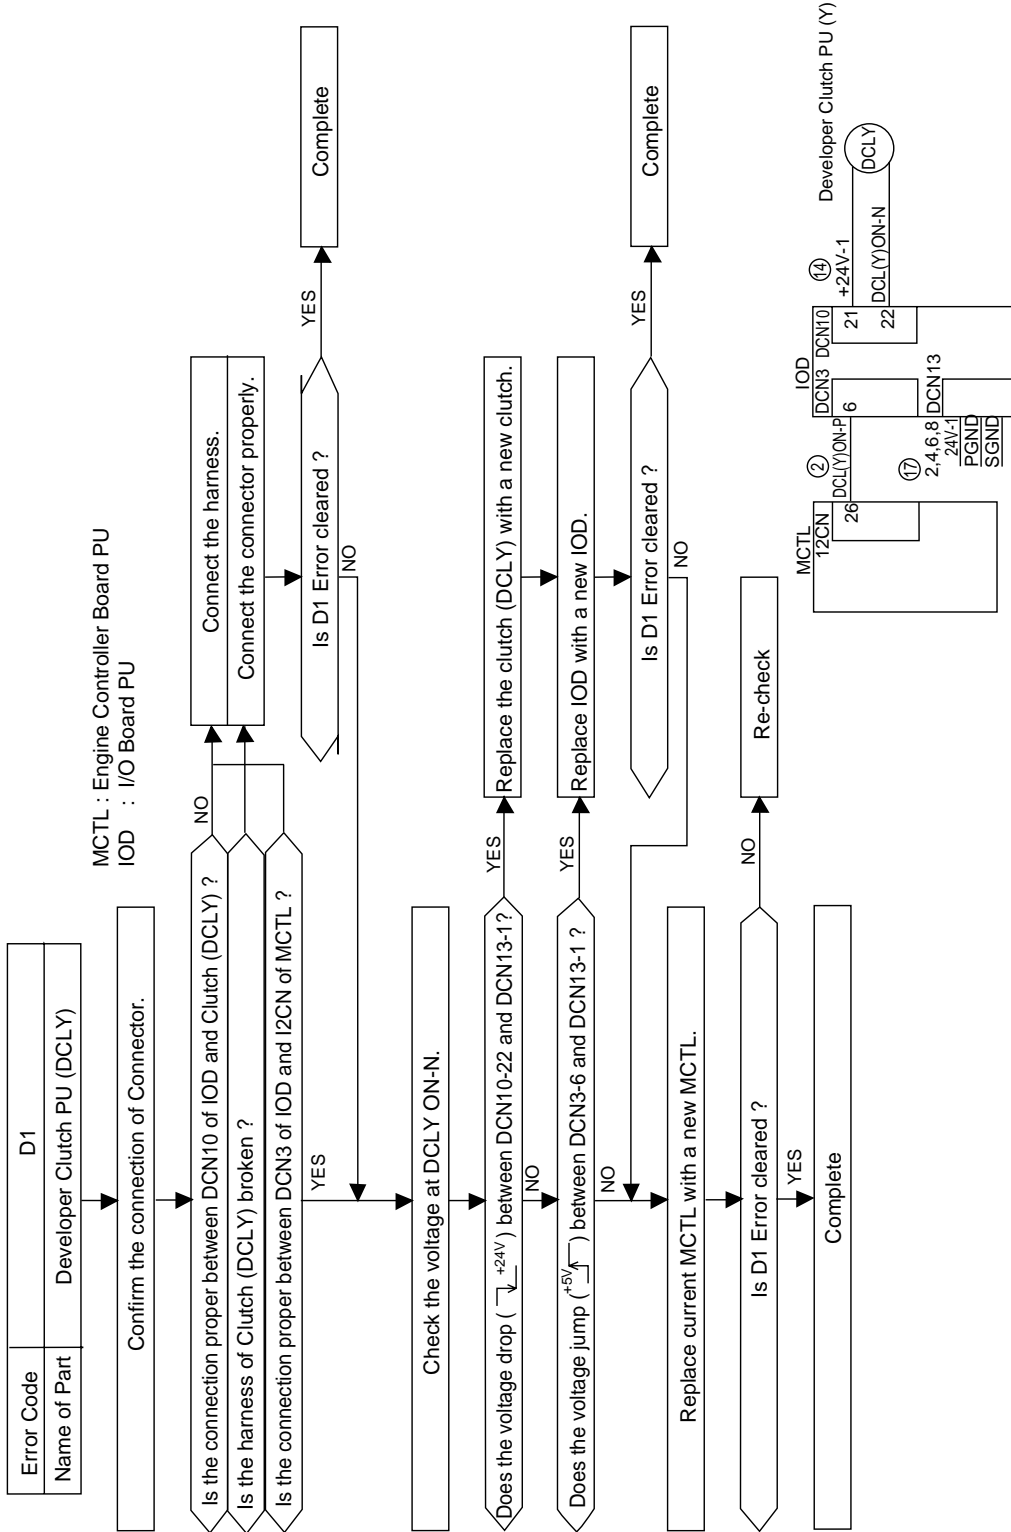 Error Code D1
Name of Part Developer Clutch PU (DCLY)
MCTL : Engine Controller Board PU
IOD : I/O Board PU
Confirm the connection of Connector.
Is the connection proper between DCN10 of IOD and Clutch (DCLY) ?
Is the harness of Clutch (DCLY) broken ?
Is the connection proper between DCN3 of IOD and I2CN of MCTL ?
NO
Connect the harness.
Connect the connector properly.
Is D1 Error cleared ?
YES
Complete
NO
YES
Check the voltage at DCLY ON-N.
Does the voltage drop ( +24V ) between DCN10-22 and DCN13-1?
YES
Replace the clutch (DCLY) with a new clutch.
NO
Does the voltage jump ( +5V ) between DCN3-6 and DCN13-1 ?
YES
Replace IOD with a new IOD.
NO
Is D1 Error cleared ?
YES
Complete
NO
Replace current MCTL with a new MCTL.
Is D1 Error cleared ?
NO
Re-check
YES
Complete
MCTL
12CN
26
2
DCL(Y)ON-P
IOD
DCN3
6
DCN10
21
22
14
+24V-1
DCL(Y)ON-N
Developer Clutch PU (Y)
DCLY
17
2,4,6,8
DCN13
24V-1
PGND
SGND